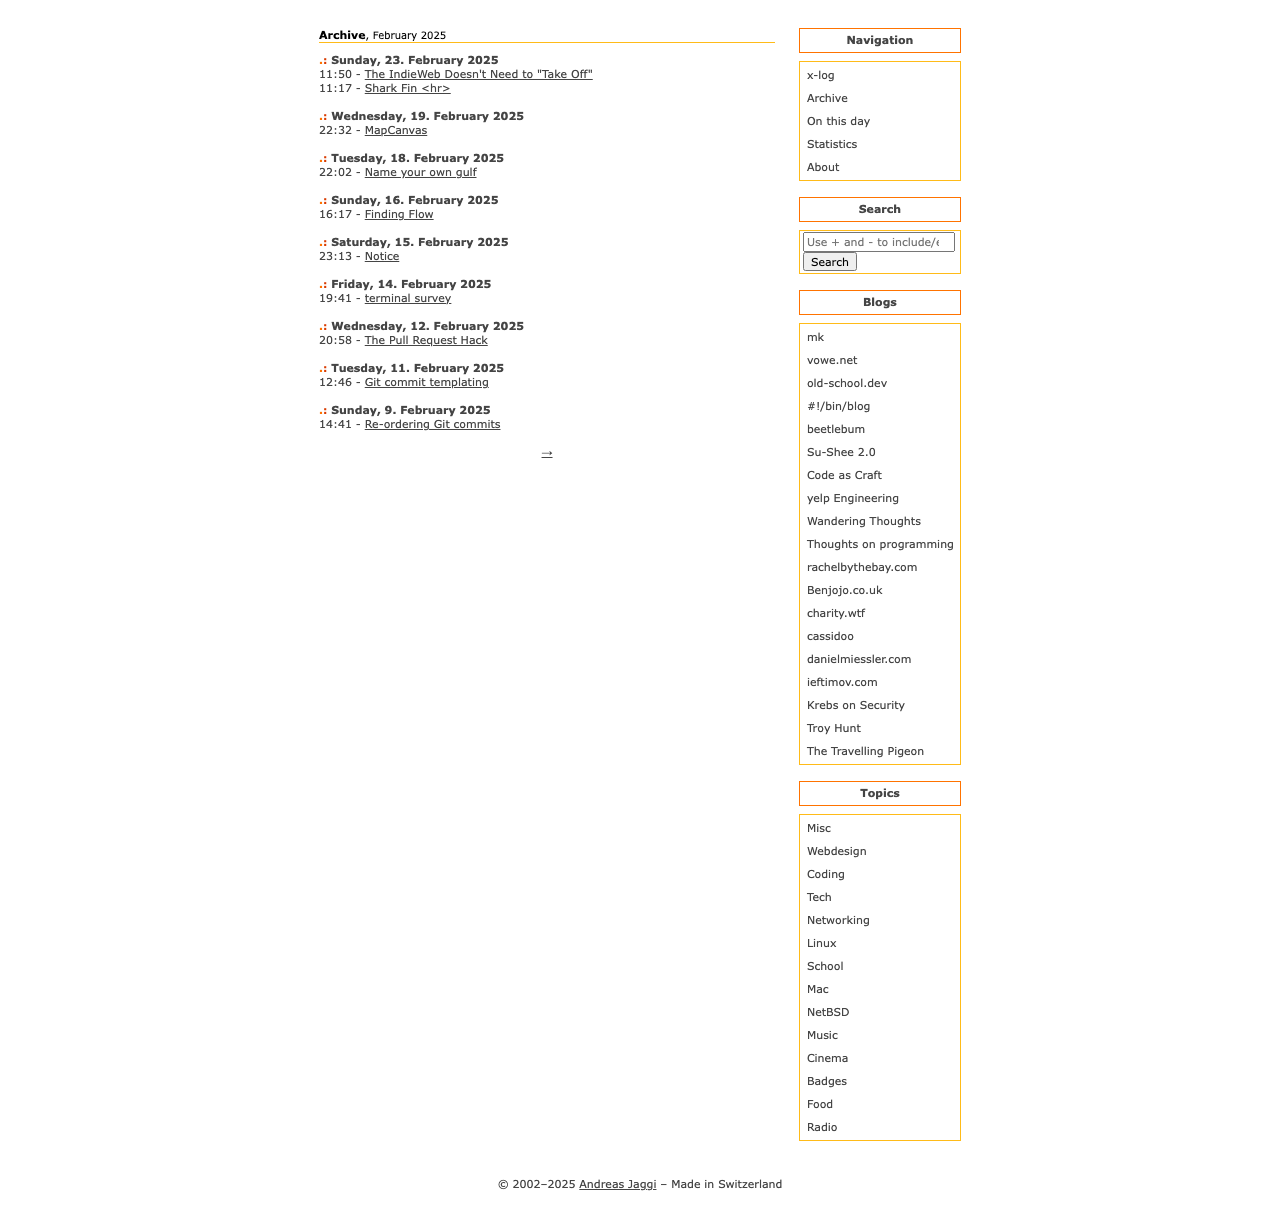 Archive, February 2025
.: Sunday, 23. February 2025
11:50 - The IndieWeb Doesn't Need to "Take Off"
11:17 - Shark Fin <hr>
.: Wednesday, 19. February 2025
22:32 - MapCanvas
.: Tuesday, 18. February 2025
22:02 - Name your own gulf
.: Sunday, 16. February 2025
16:17 - Finding Flow
.: Saturday, 15. February 2025
23:13 - Notice
.: Friday, 14. February 2025
19:41 - terminal survey
.: Wednesday, 12. February 2025
20:58 - The Pull Request Hack
.: Tuesday, 11. February 2025
12:46 - Git commit templating
.: Sunday, 9. February 2025
14:41 - Re-ordering Git commits
→
Navigation
x-log
Archive
On this day
Statistics
About
Search
Use + and - to include/e
Search
Blogs
mk
vowe.net
old-school.dev
#!/bin/blog
beetlebum
Su-Shee 2.0
Code as Craft
yelp Engineering
Wandering Thoughts
Thoughts on programming
rachelbythebay.com
Benjojo.co.uk
charity.wtf
cassidoo
danielmiessler.com
ieftimov.com
Krebs on Security
Troy Hunt
The Travelling Pigeon
Topics
Misc
Webdesign
Coding
Tech
Networking
Linux
School
Mac
NetBSD
Music
Cinema
Badges
Food
Radio
© 2002–2025 Andreas Jaggi – Made in Switzerland